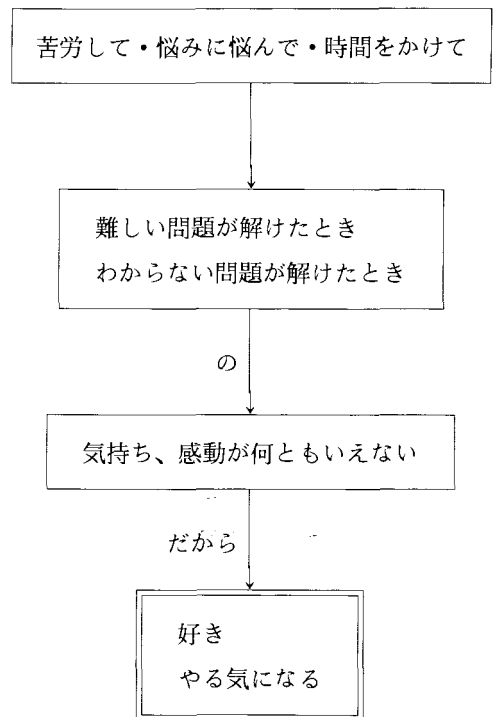 苦労して・悩みに悩んで・時間をかけて
難しい問題が解けたとき
わからない問題が解けたとき
の
気持ち、感動が何ともいえない
だから
好き
やる気になる